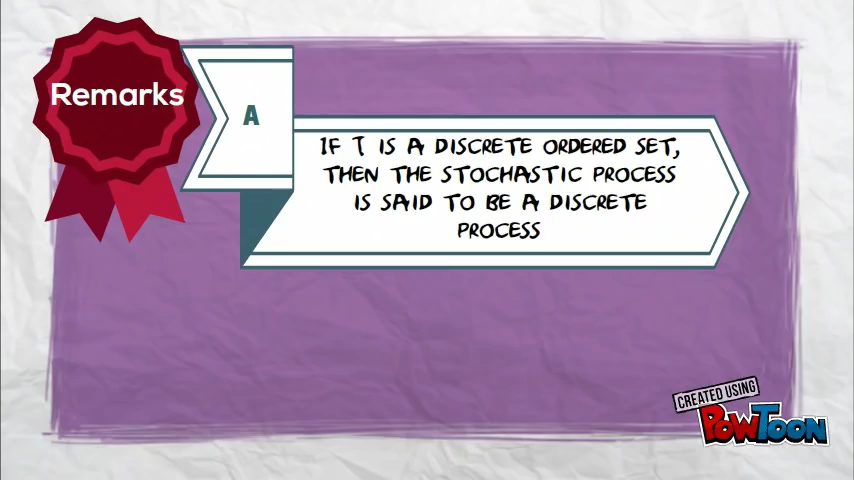 Remarks
A
IF T IS A DISCRETE ORDERED SET,
THEN THE STOCHASTIC PROCESS
IS SAID TO BE A DISCRETE
PROCESS
CREATED USING
POWTOON